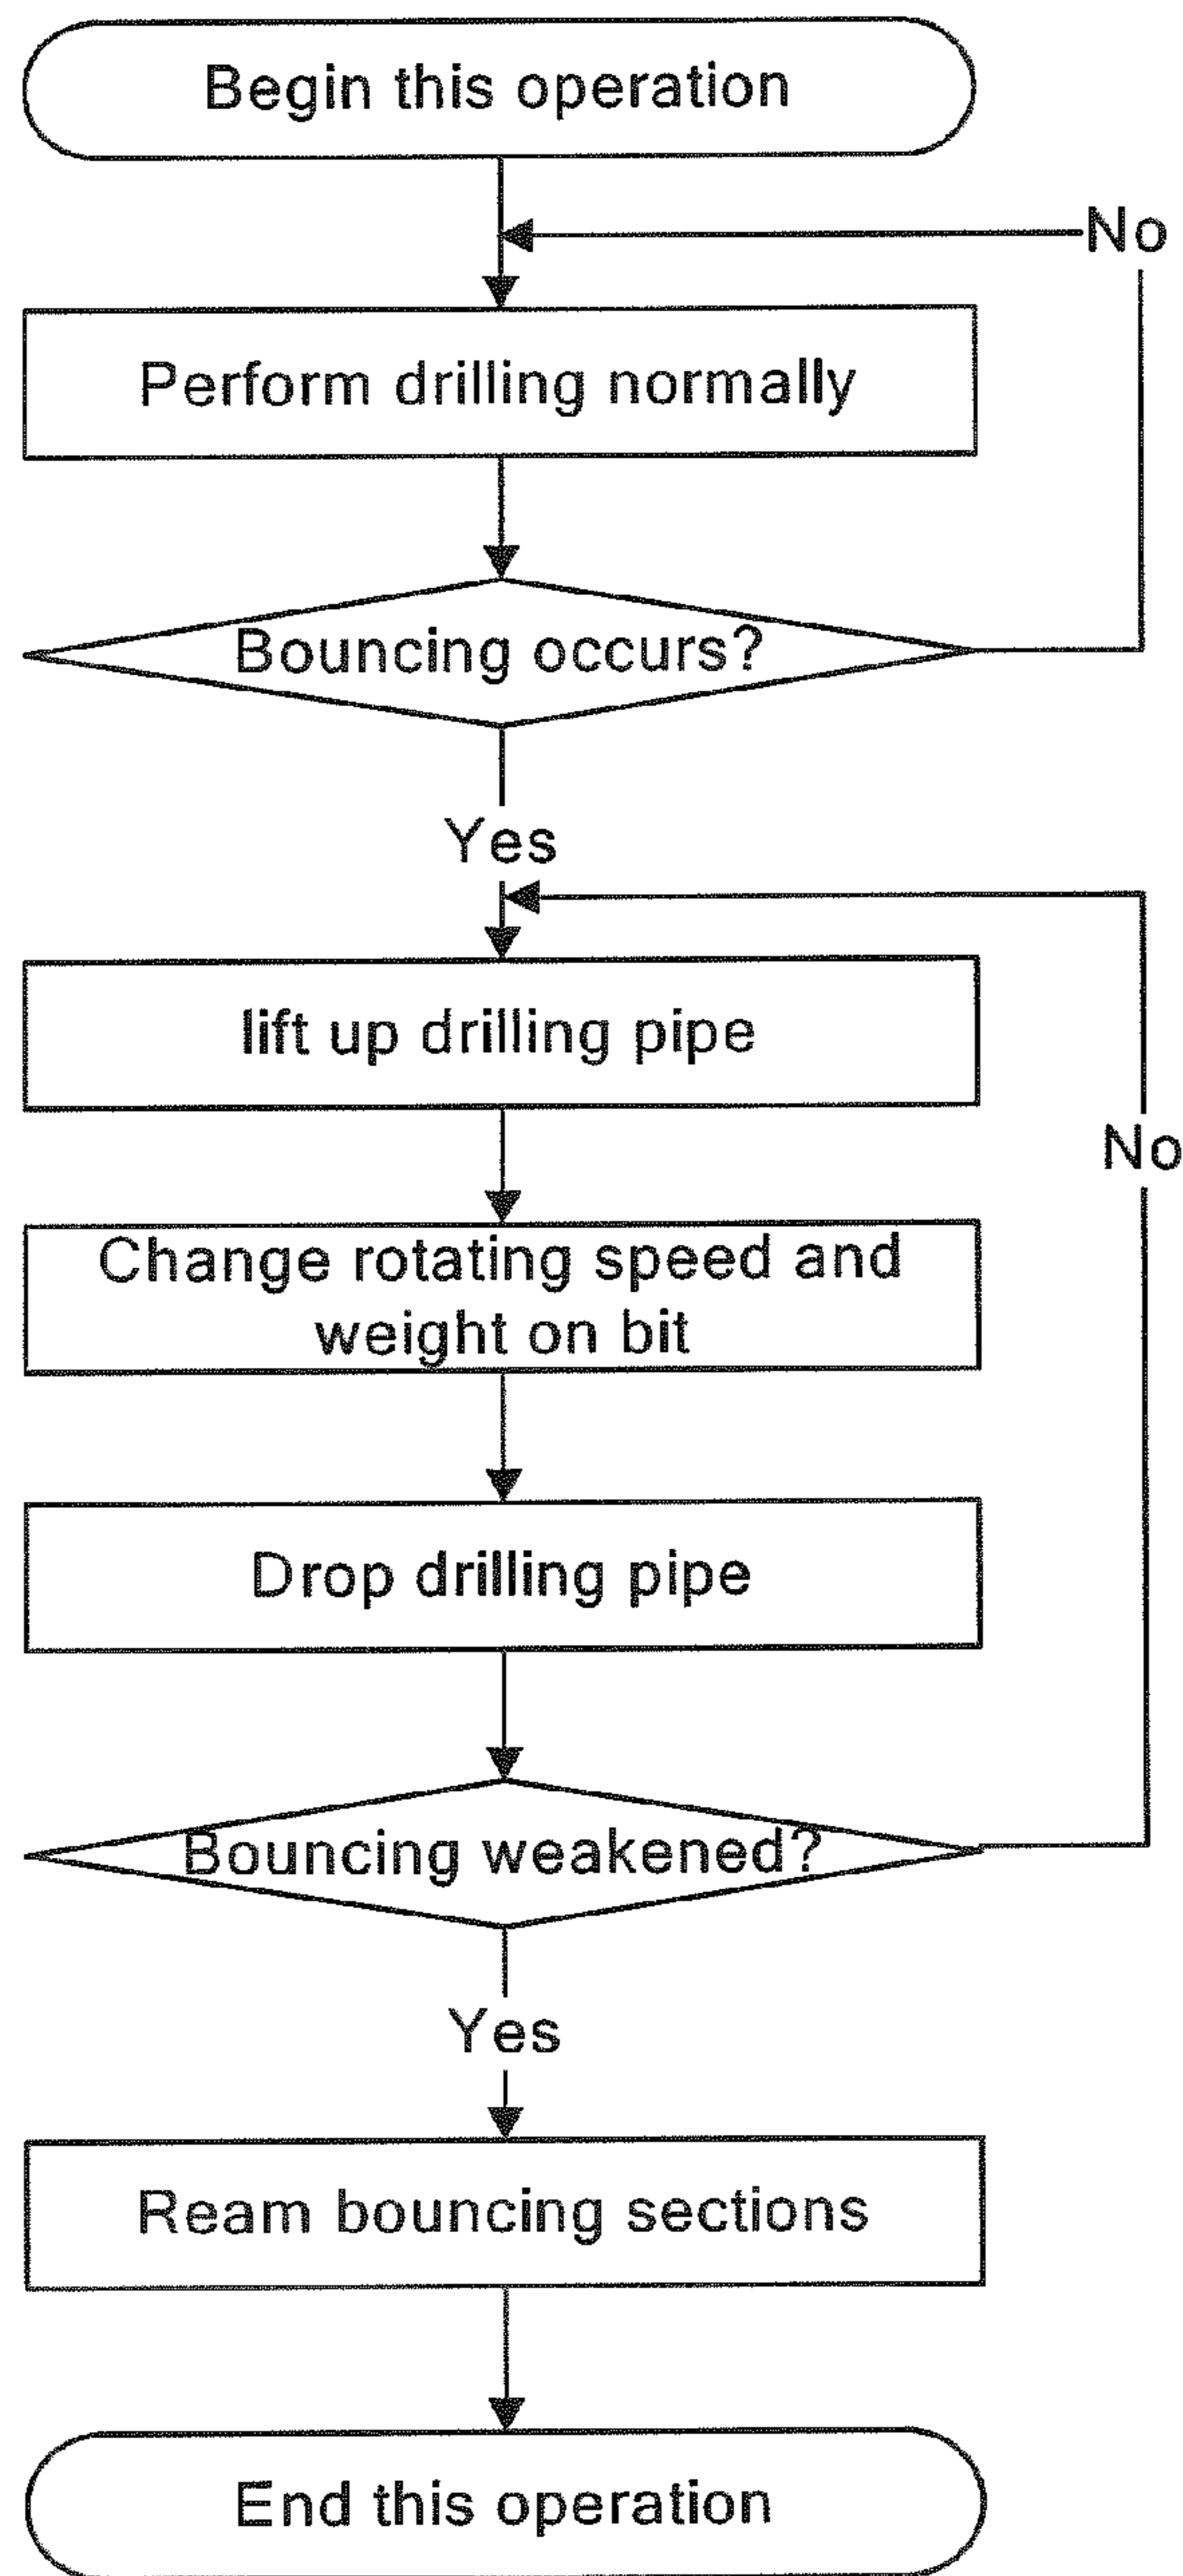 Begin this operation
No
Perform drilling normally
Bouncing occurs?
Yes
lift up drilling pipe
No
Change rotating speed and
weight on bit
Drop drilling pipe
Bouncing weakened?
Yes
Ream bouncing sections
End this operation